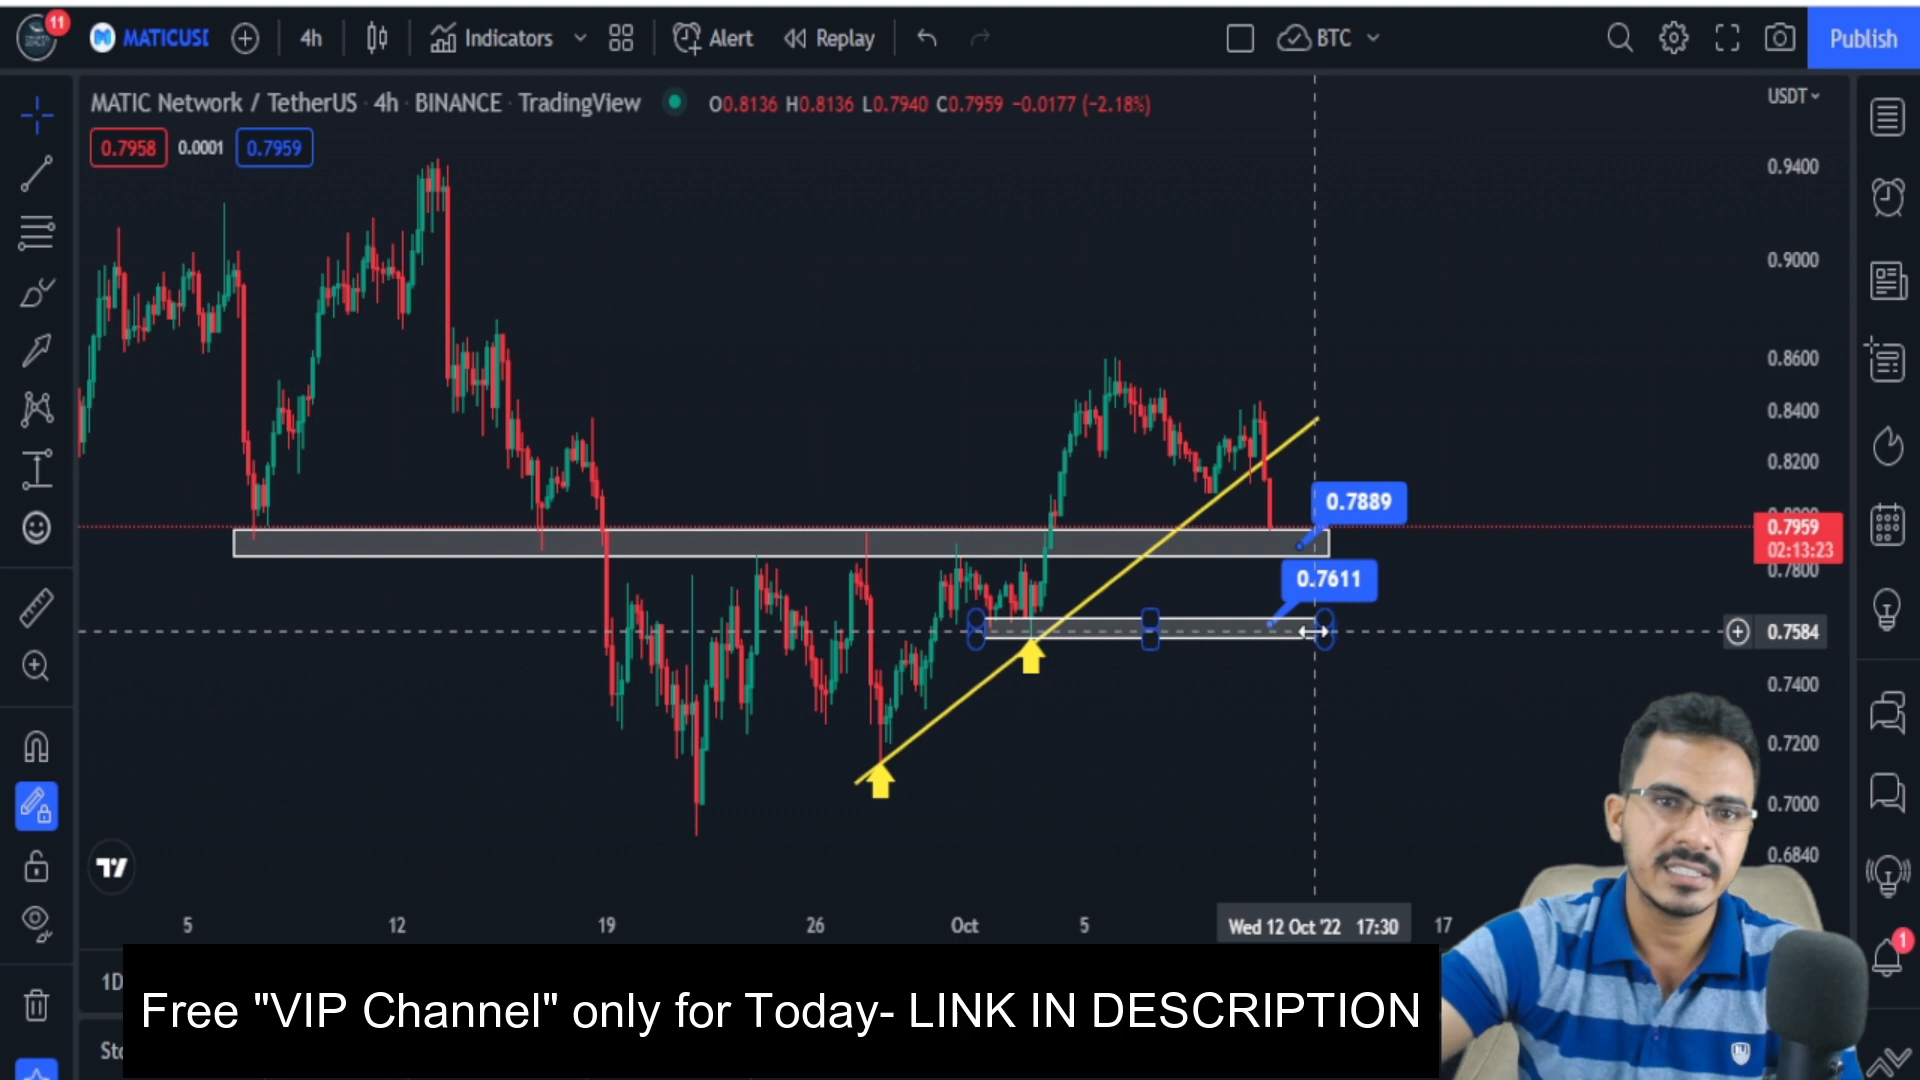 11
MATICUSI
4h
Indicators
Alert
Replay
BTC
Publish
MATIC Network / TetherUS · 4h · BINANCE · TradingView
O0.8136 H0.8136 L0.7940 C0.7959 −0.0177 (−2.18%)
USDT
0.7958
0.0001
0.7959
0.9400
0.9000
0.8600
0.8400
0.8200
0.7889
0.7959
02:13:23
0.7800
0.7611
0.7584
0.7400
0.7200
0.7000
0.6840
5
12
19
26
Oct
5
Wed 12 Oct '22 17:30
17
1
1D
Free "VIP Channel" only for Today- LINK IN DESCRIPTION